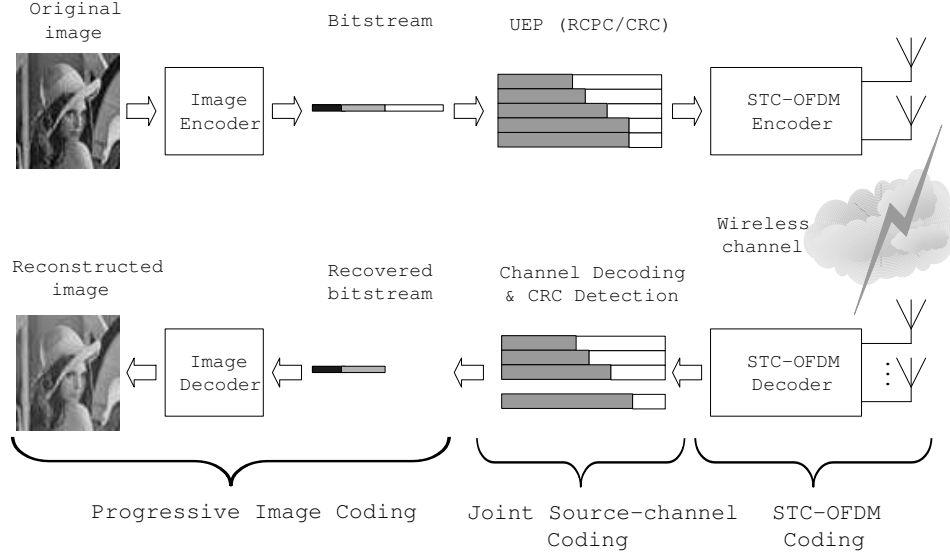 Original
image
Bitstream
UEP (RCPC/CRC)
Image
Encoder
STC-OFDM
Encoder
Wireless
channel
Reconstructed
image
Recovered
bitstream
Channel Decoding
& CRC Detection
Image
Decoder
STC-OFDM
Decoder
Progressive Image Coding
Joint Source-channel
Coding
STC-OFDM
Coding